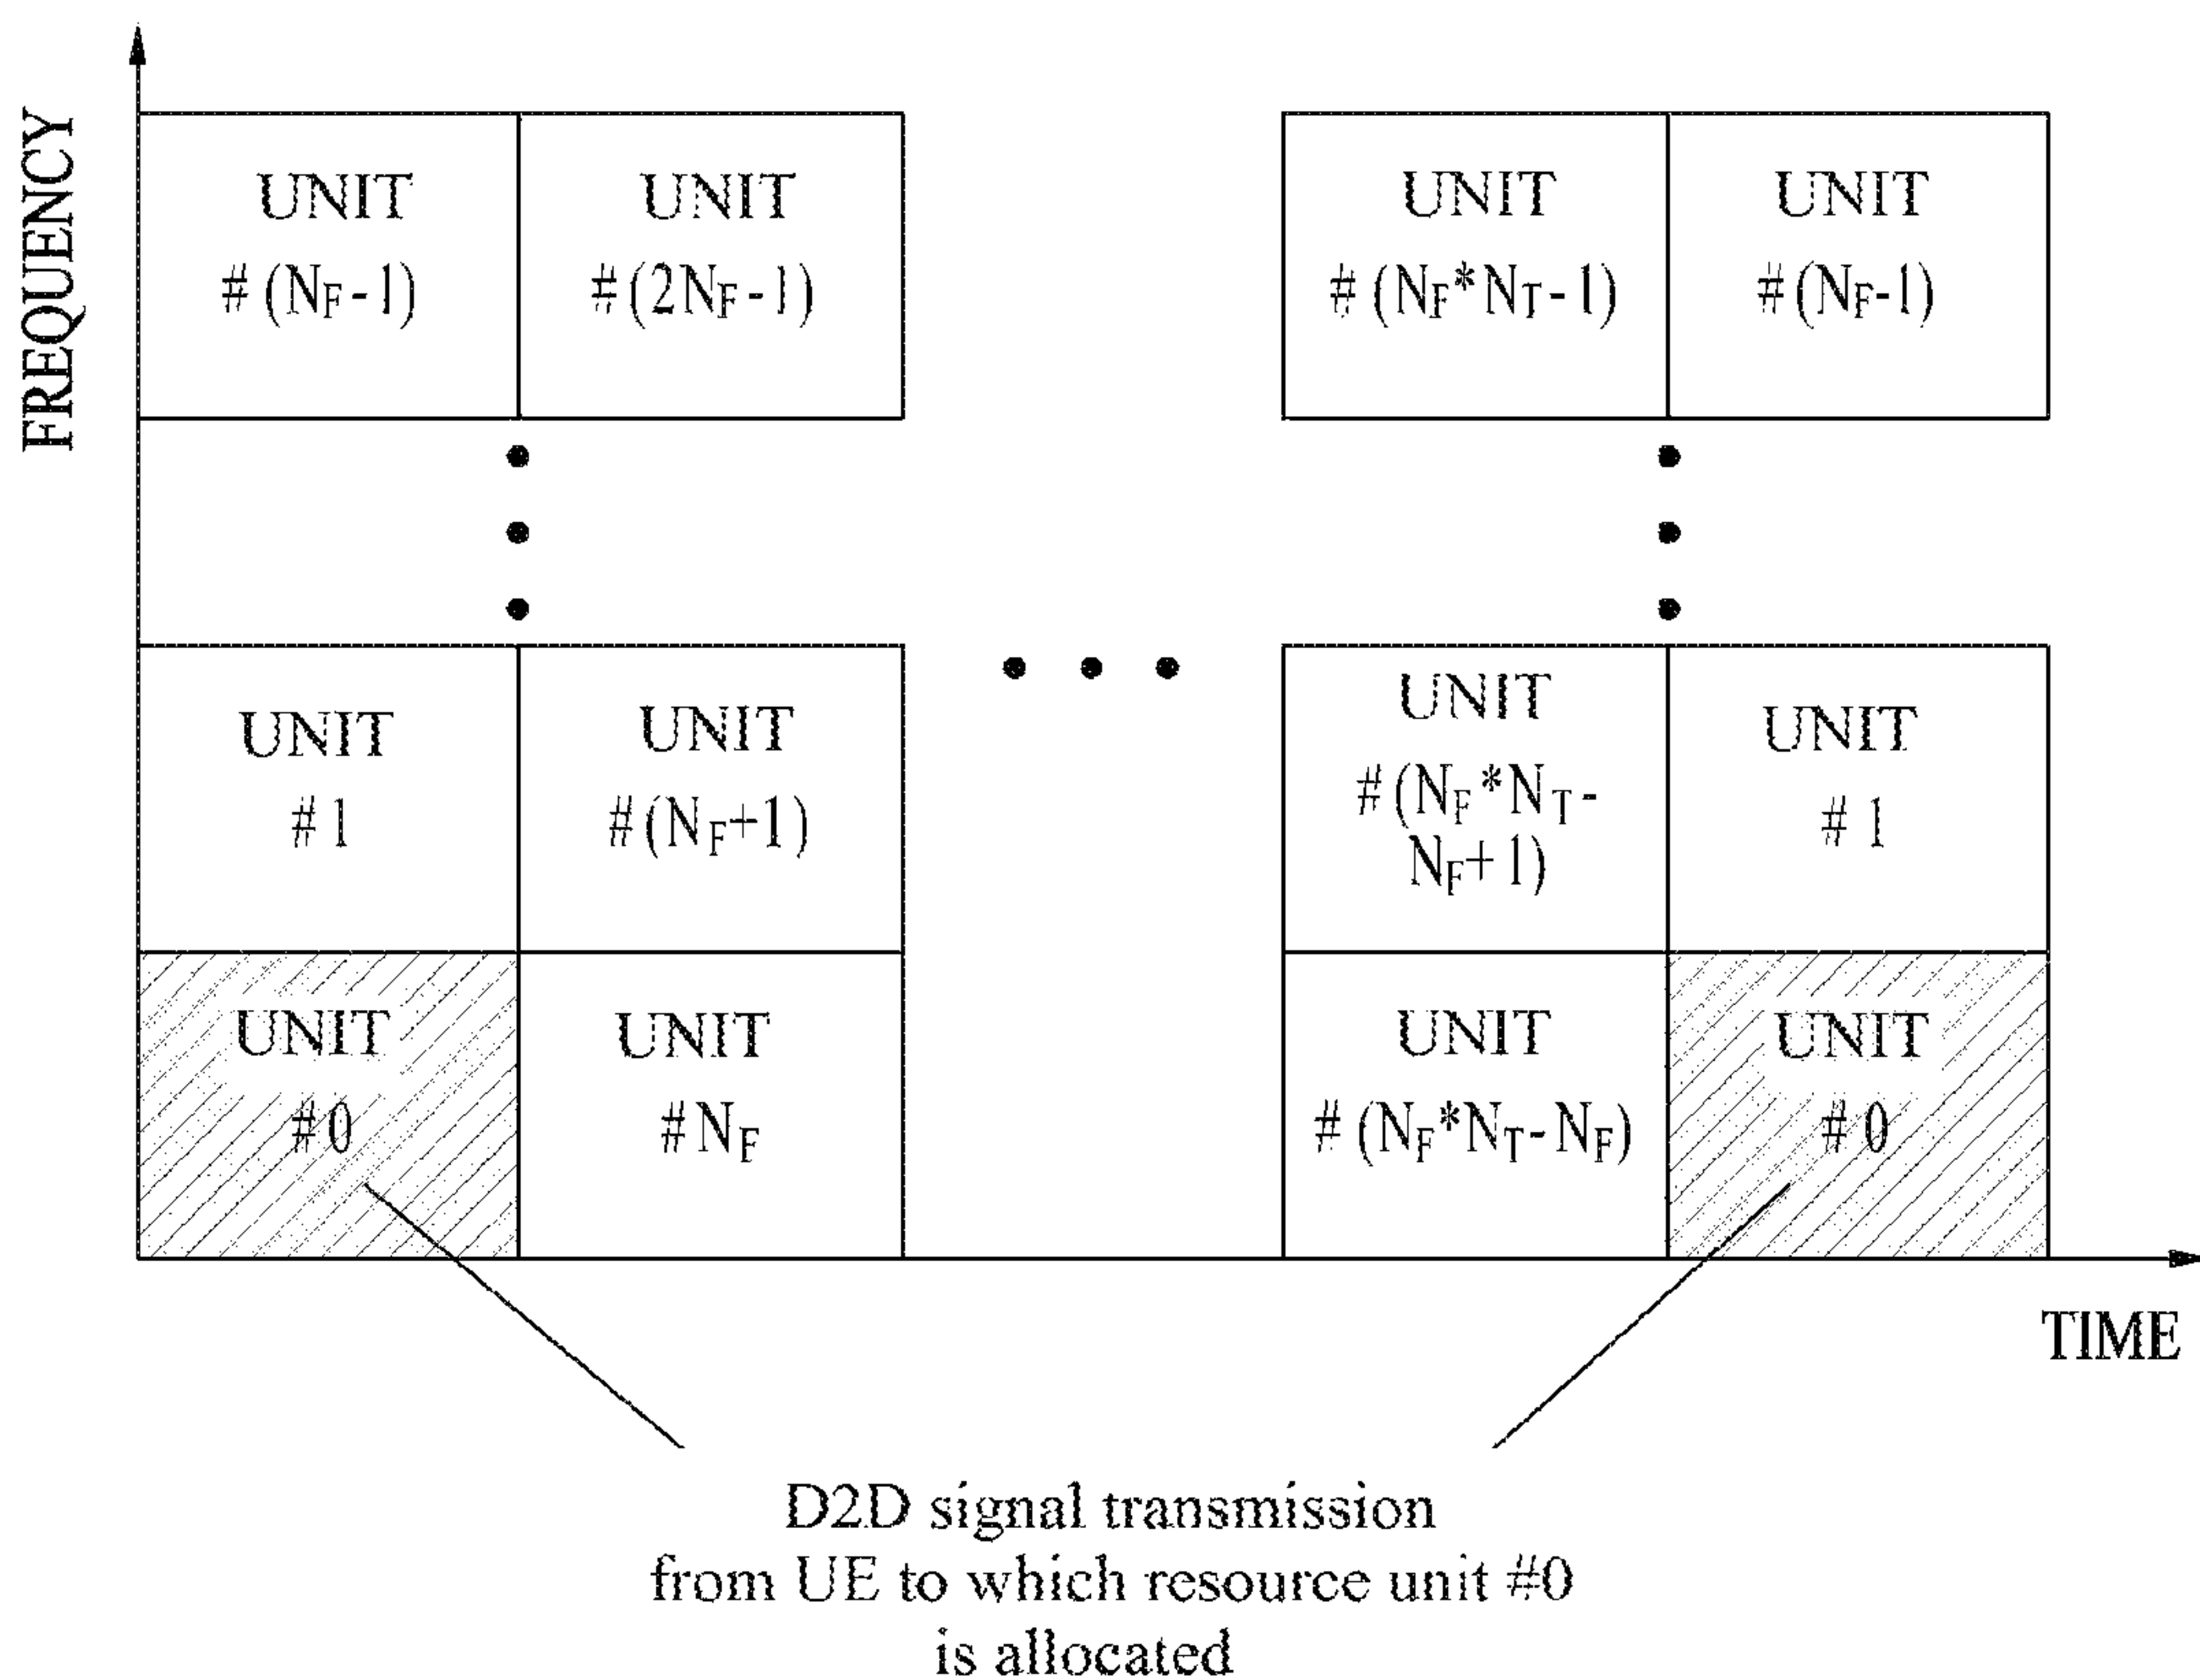 FREQUENCY
UNIT
#(NF-1)
UNIT
#(2NF-1)
UNIT
#(NF*NT-1)
UNIT
#(NF-1)
UNIT
#1
UNIT
#(NF+1)
UNIT
#(NF*NT-
NF+1)
UNIT
#1
UNIT
#0
UNIT
#NF
UNIT
#(NF*NT-NF)
UNIT
#0
TIME
D2D signal transmission
from UE to which resource unit #0
is allocated